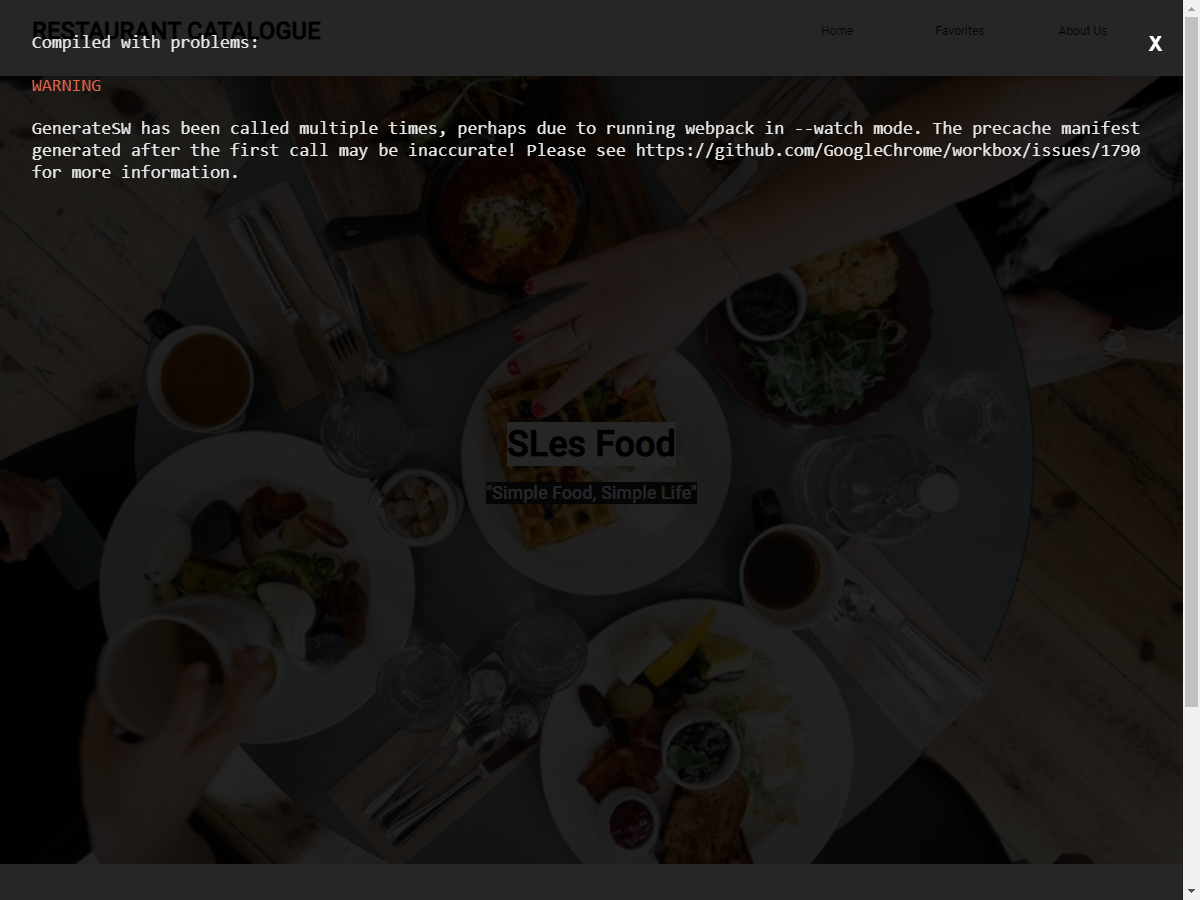 RESTAURANT CATALOGUE
Home
Favorites
About Us
Compiled with problems:
X
WARNING
GenerateSW has been called multiple times, perhaps due to running webpack in --watch mode. The precache manifest
generated after the first call may be inaccurate! Please see https://github.com/GoogleChrome/workbox/issues/1790
for more information.
SLes Food
"Simple Food, Simple Life"